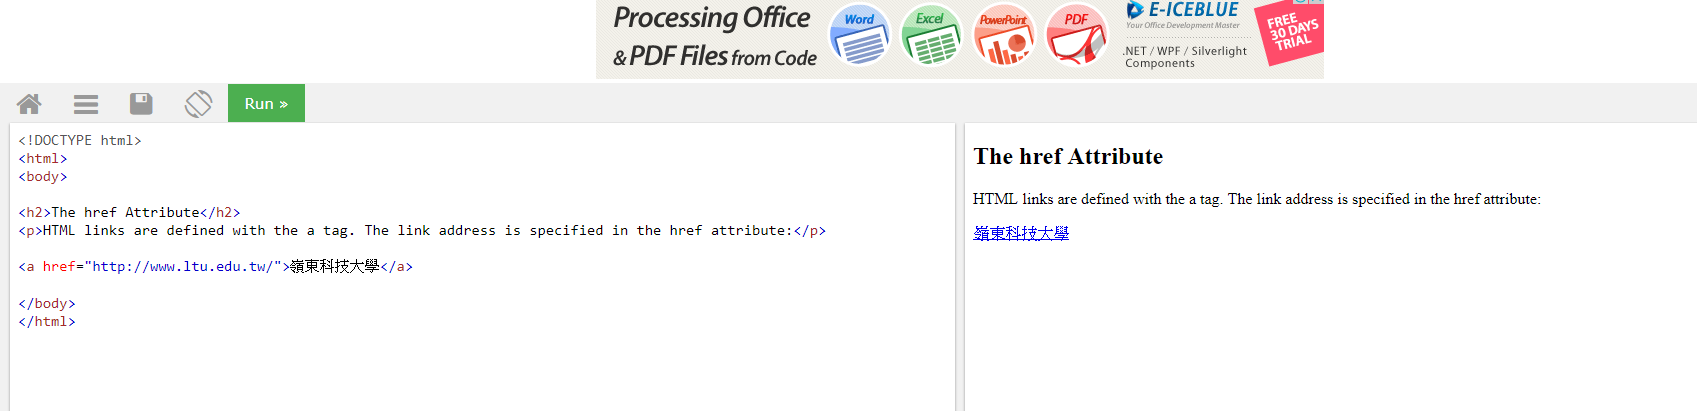 Processing Office
& PDF Files from Code
Word
Excel
PowerPoint
PDF
E-ICEBLUE
Your Office Development Master
.NET / WPF / Silverlight
Components
FREE
30 DAYS
TRIAL
Run »
<!DOCTYPE html>
<html>
<body>
<h2>The href Attribute</h2>
<p>HTML links are defined with the a tag. The link address is specified in the href attribute:</p>
<a href="http://www.ltu.edu.tw/">嶺東科技大學</a>
</body>
</html>
The href Attribute
HTML links are defined with the a tag. The link address is specified in the href attribute:
嶺東科技大學